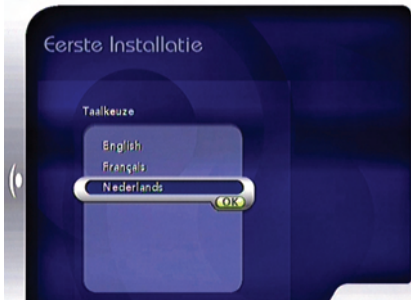 Eerste Installatie
Taalkeuze
English
Français
Nederlands
OK